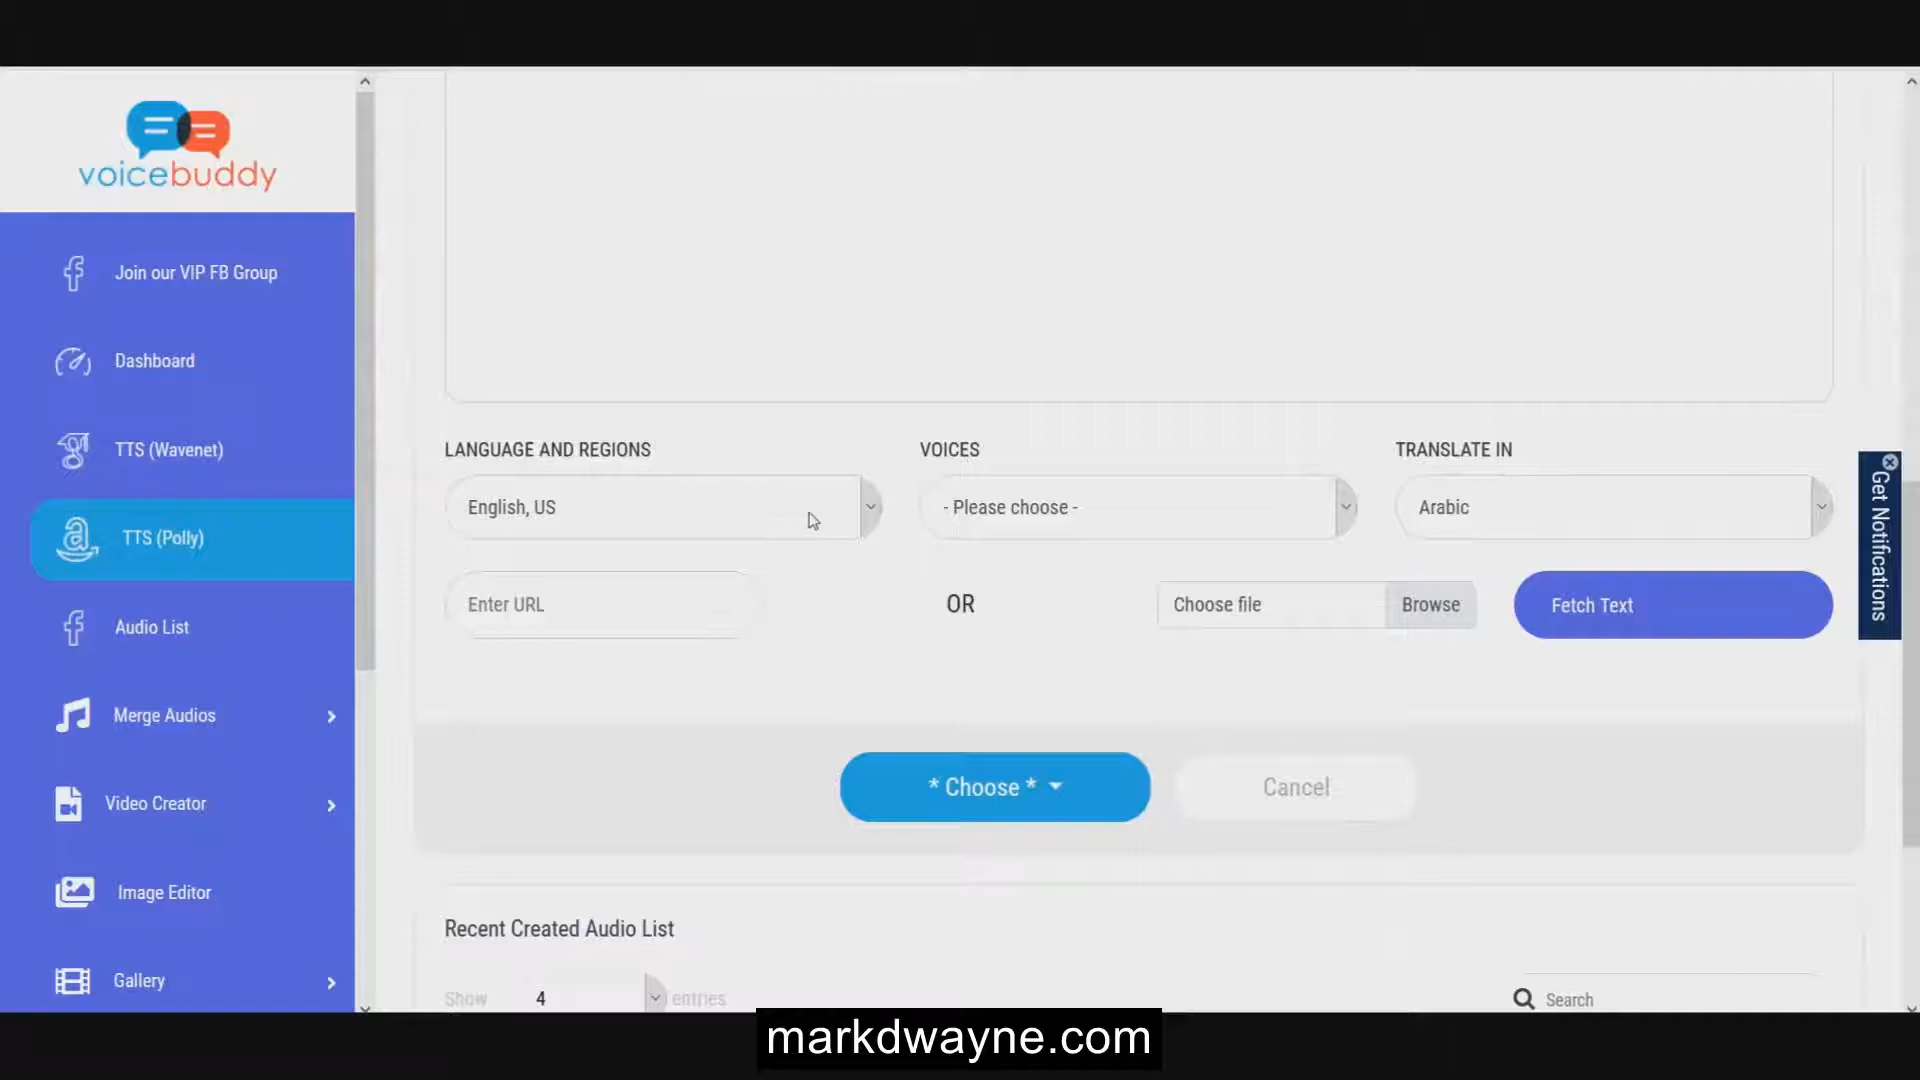 voicebuddy
Join our VIP FB Group
Dashboard
TTS (Wavenet)
TTS (Polly)
Audio List
Merge Audios
Video Creator
Image Editor
Gallery
LANGUAGE AND REGIONS
English, US
VOICES
- Please choose -
TRANSLATE IN
Arabic
Enter URL
OR
Choose file
Browse
Fetch Text
* Choose *
Cancel
Recent Created Audio List
Show 4 entries
Search
Get Notifications
markdwayne.com